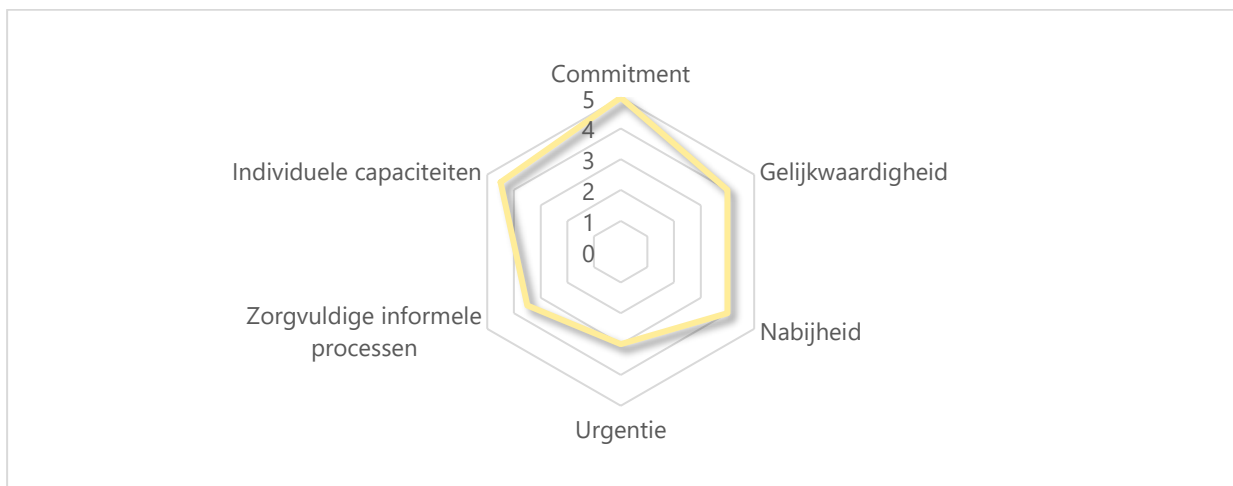 Commitment
5
4
3
2
1
0
Individuele capaciteiten
Gelijkwaardigheid
Zorgvuldige informele
processen
Nabijheid
Urgentie